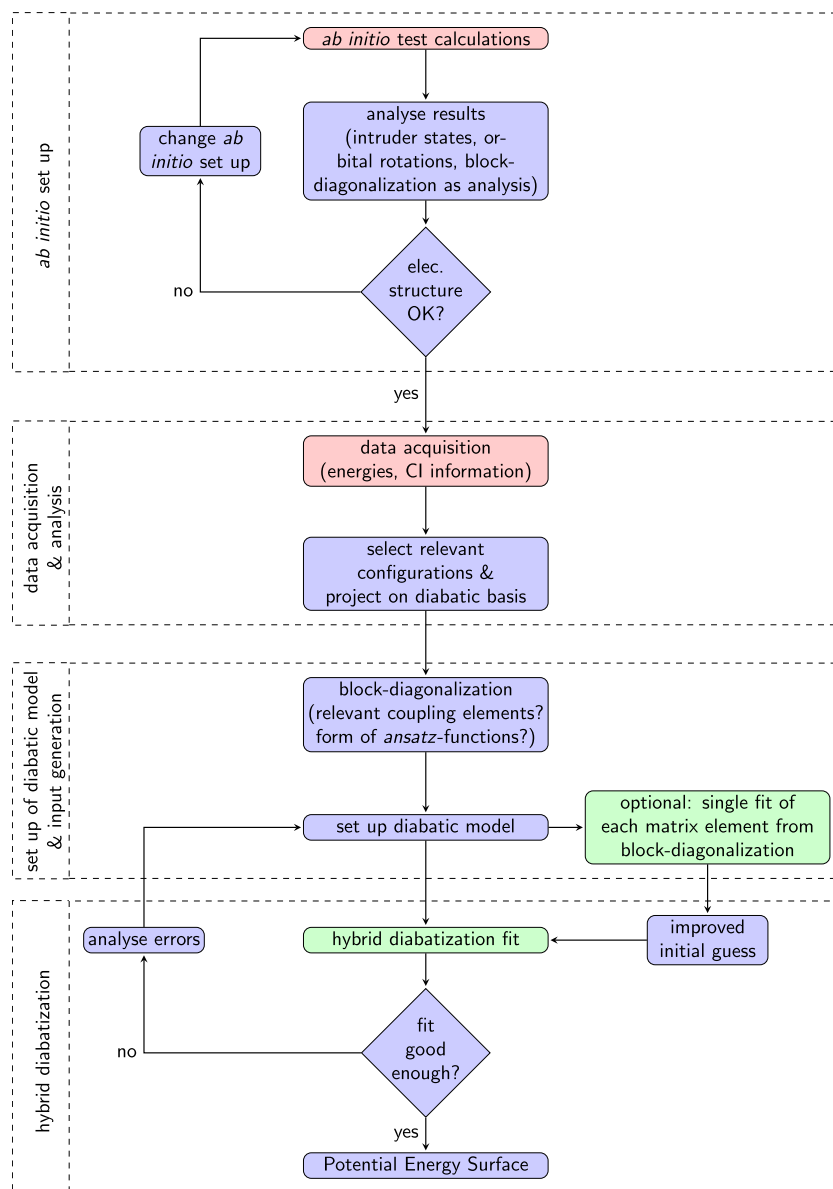 ab initio set up
ab initio test calculations
change ab
initio set up
analyse results
(intruder states, or-
bital rotations, block-
diagonalization as analysis)
elec.
structure
OK?
no
yes
data acquisition
& analysis
data acquisition
(energies, CI information)
select relevant
configurations &
project on diabatic basis
set up of diabatic model
& input generation
block-diagonalization
(relevant coupling elements?
form of ansatz-functions?)
set up diabatic model
optional: single fit of
each matrix element from
block-diagonalization
hybrid diabatization
analyse errors
hybrid diabatization fit
improved
initial guess
fit
good
enough?
no
yes
Potential Energy Surface